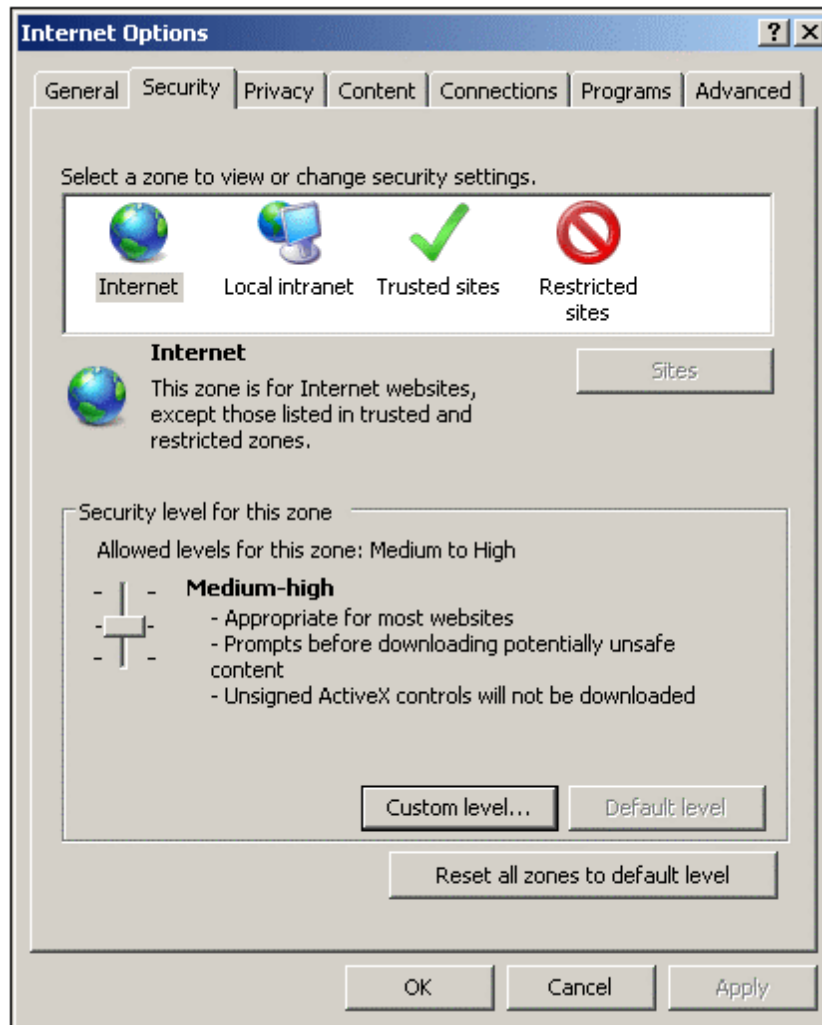 Internet Options
General Security Privacy Content Connections Programs Advanced
Select a zone to view or change security settings.
Internet Local intranet Trusted sites Restricted
sites
Internet
Sites
This zone is for Internet websites,
except those listed in trusted and
restricted zones.
Security level for this zone
Allowed levels for this zone: Medium to High
Medium-high
- Appropriate for most websites
- Prompts before downloading potentially unsafe
content
- Unsigned ActiveX controls will not be downloaded
Custom level... Default level
Reset all zones to default level
OK Cancel Apply